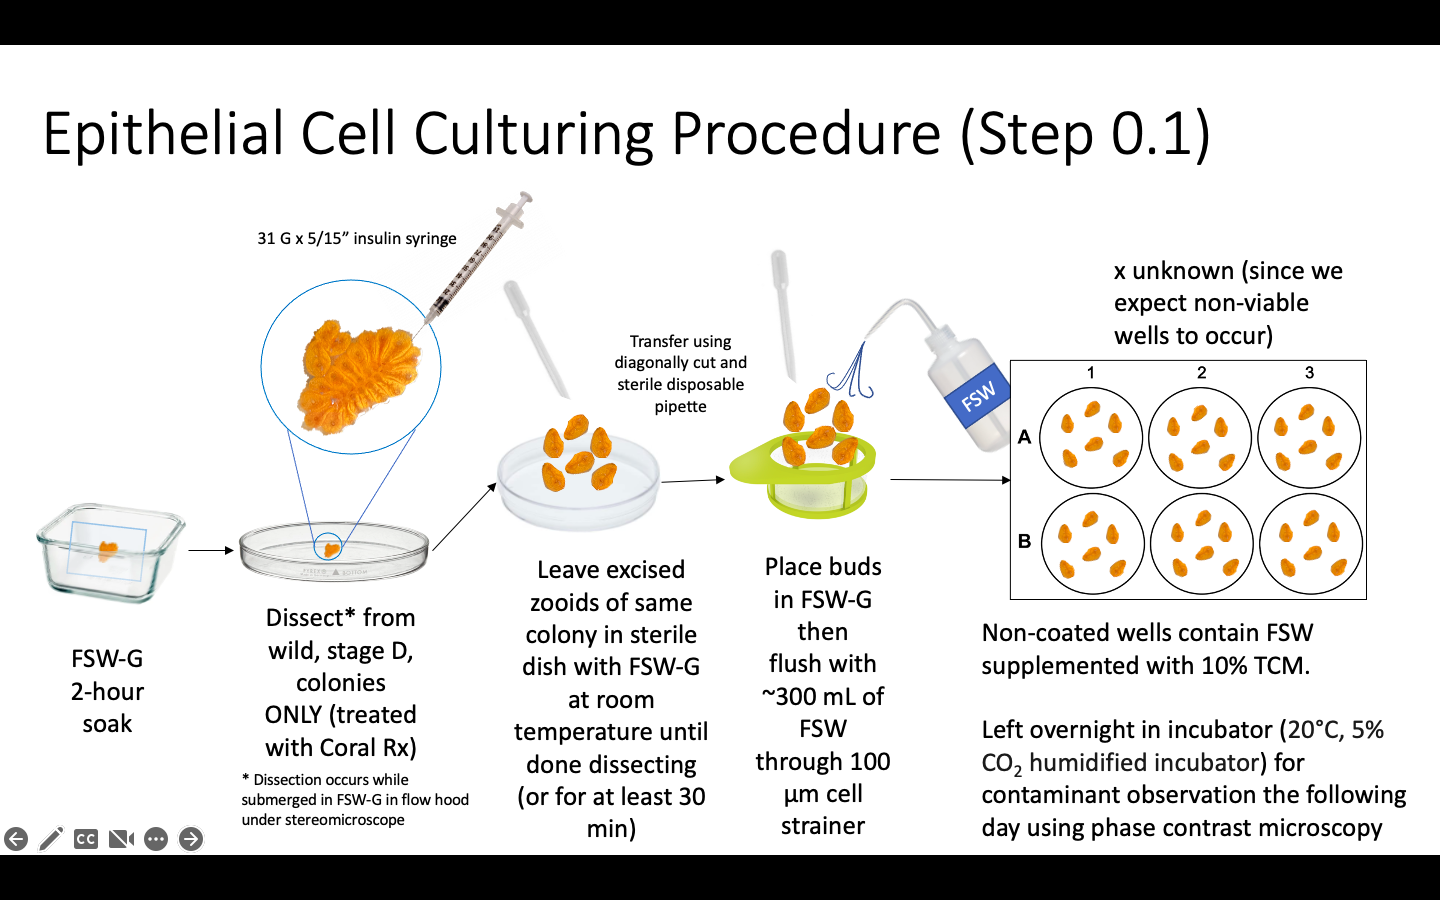 Epithelial Cell Culturing Procedure (Step 0.1)
31 G x 5/15” insulin syringe
FSW-G
2-hour
soak
Dissect* from
wild, stage D,
colonies
ONLY (treated
with Coral Rx)
* Dissection occurs while
submerged in FSW-G in flow hood
under stereomicroscope
Leave excised
zooids of same
colony in sterile
dish with FSW-G
at room
temperature until
done dissecting
(or for at least 30
min)
Transfer using
diagonally cut and
sterile disposable
pipette
Place buds
in FSW-G
then
flush with
~300 mL of
FSW
through 100
µm cell
strainer
FSW
x unknown (since we
expect non-viable
wells to occur)
1 2 3
A
B
Non-coated wells contain FSW
supplemented with 10% TCM.
Left overnight in incubator (20°C, 5%
CO₂ humidified incubator) for
contaminant observation the following
day using phase contrast microscopy
CC